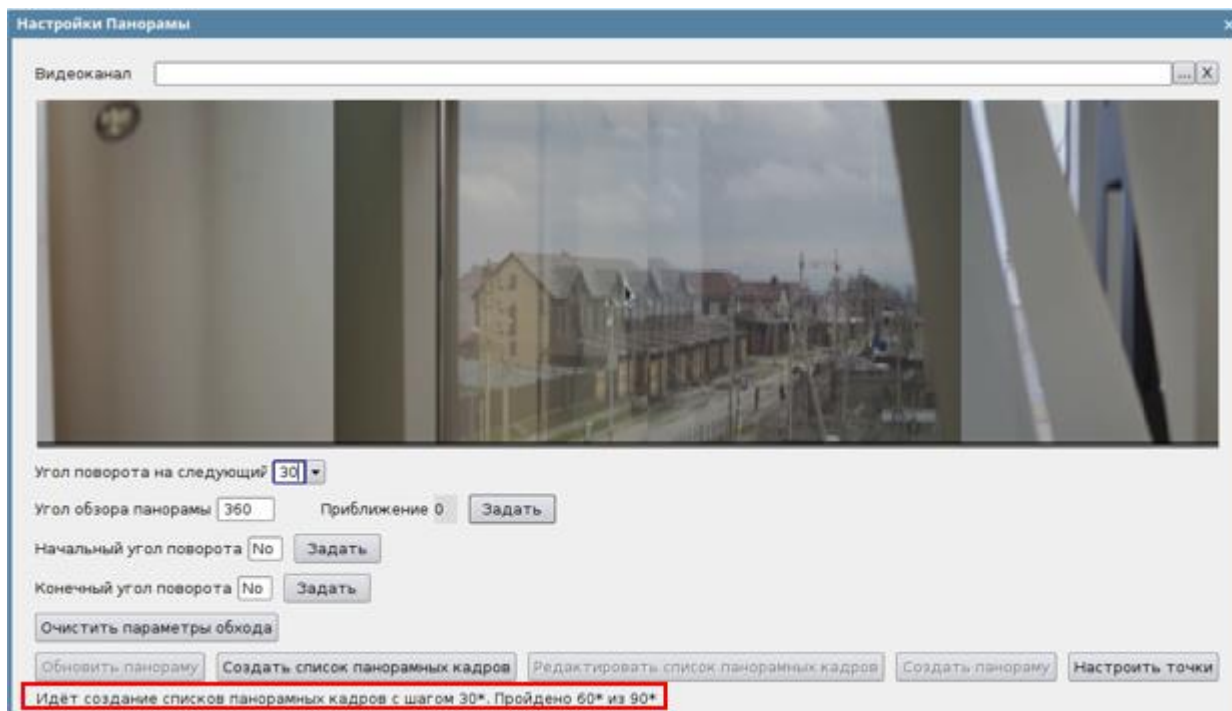 Настройки Панорамы x
Видеоканал ... X
Угол поворота на следующий 30
Угол обзора панорамы 360 Приближение 0 Задать
Начальный угол поворота No Задать
Конечный угол поворота No Задать
Очистить параметры обхода
Обновить панораму Создать список панорамных кадров Редактировать список панорамных кадров Создать панораму Настроить точки
Идёт создание списков панорамных кадров с шагом 30*. Пройдено 60* из 90*